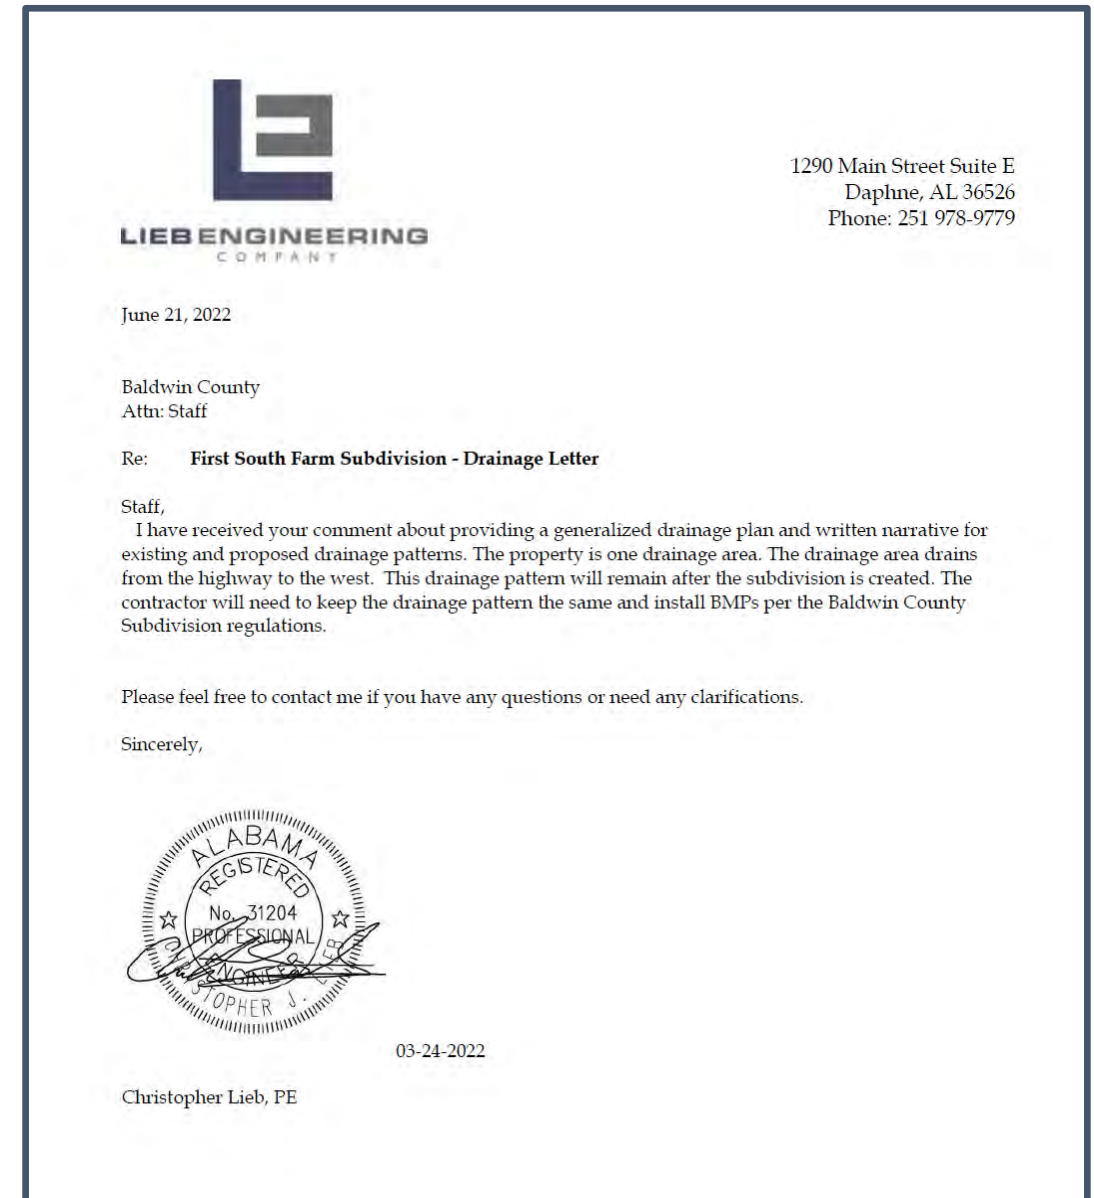 LIEB ENGINEERING
COMPANY
1290 Main Street Suite E
Daphne, AL 36526
Phone: 251 978-9779
June 21, 2022
Baldwin County
Attn: Staff
Re: First South Farm Subdivision - Drainage Letter
Staff,
I have received your comment about providing a generalized drainage plan and written narrative for
existing and proposed drainage patterns. The property is one drainage area. The drainage area drains
from the highway to the west. This drainage pattern will remain after the subdivision is created. The
contractor will need to keep the drainage pattern the same and install BMPs per the Baldwin County
Subdivision regulations.
Please feel free to contact me if you have any questions or need any clarifications.
Sincerely,
ALABAMA
REGISTERED
No. 31204
PROFESSIONAL
ENGINEER
CHRISTOPHER J. LIEB
03-24-2022
Christopher Lieb, PE